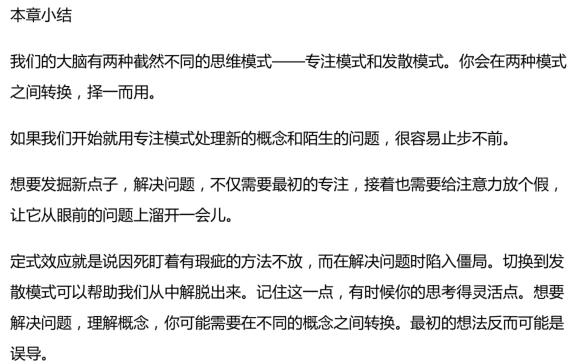 本章小结
我们的大脑有两种截然不同的思维模式——专注模式和发散模式。你会在两种模式
之间转换，择一而用。
如果我们开始就用专注模式处理新的概念和陌生的问题，很容易止步不前。
想要发掘新点子，解决问题，不仅需要最初的专注，接着也需要给注意力放个假，
让它从眼前的问题上溜开一会儿。
定式效应就是说因死盯着有瑕疵的方法不放，而在解决问题时陷入僵局。切换到发
散模式可以帮助我们从中解脱出来。记住这一点，有时候你的思考得灵活点。想要
解决问题，理解概念，你可能需要在不同的概念之间转换。最初的想法反而可能是
误导。